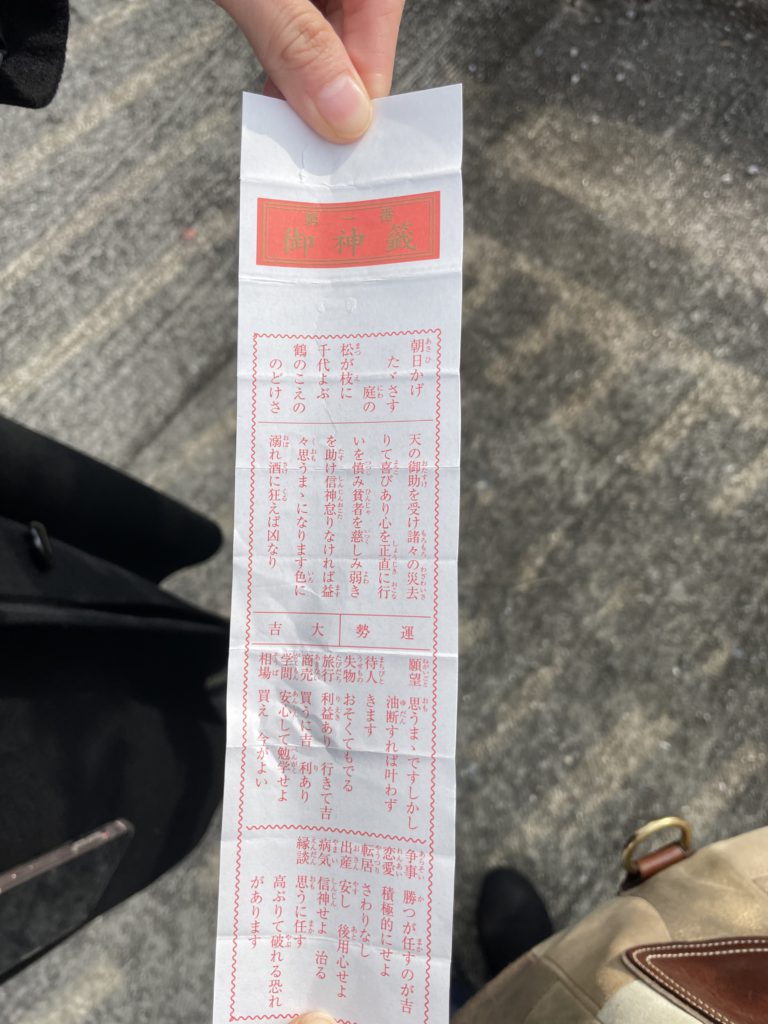 第一番
御神籤
朝日かげ
たゞさす
庭の
松が枝に
千代よぶ
鶴のこえの
のどけさ
天の御助を受け諸々の災去
りて喜びあり心を正直に行
いを慎み貧者を慈しみ弱き
を助け信神怠りなければ益
々思うまゝになります色に
溺れ酒に狂えば凶なり
運勢 大吉
願望 思うまゝですしかし
油断すれば叶わず
待人 きます
失物 おそくてもでる
旅行 利益あり 行きて吉
商売 買うに吉 利あり
学問 安心して勉学せよ
相場 買え 今がよい
争事 勝つが任すのが吉
恋愛 積極的にせよ
転居 さわりなし
出産 安し 後用心せよ
病気 信神せよ 治る
縁談 思うに任す
高ぶりて破れる恐れ
があります